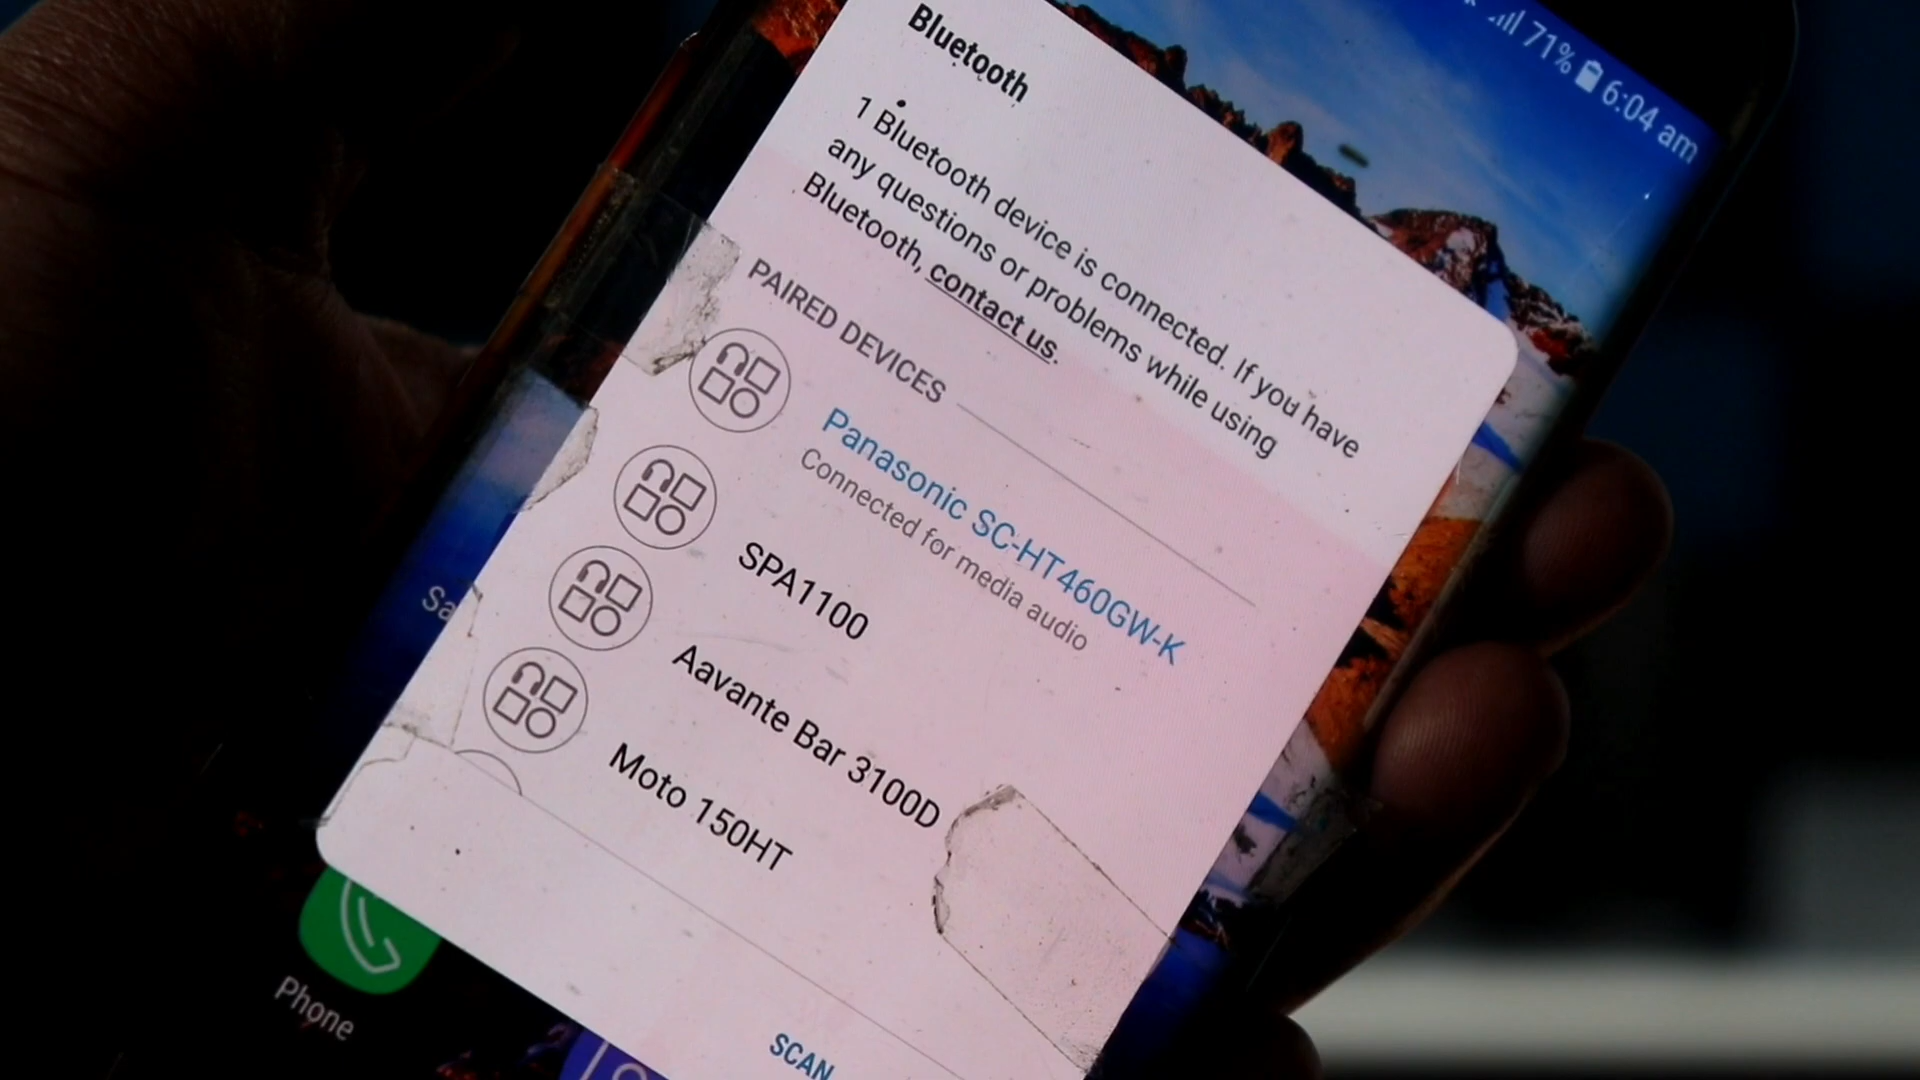 71% 6:04 am
Bluetooth
1 Bluetooth device is connected. If you have
any questions or problems while using
Bluetooth, contact us.
PAIRED DEVICES
Panasonic SC-HT460GW-K
Connected for media audio
SPA1100
Aavante Bar 3100D
Moto 150HT
SCAN
Sa
Phone